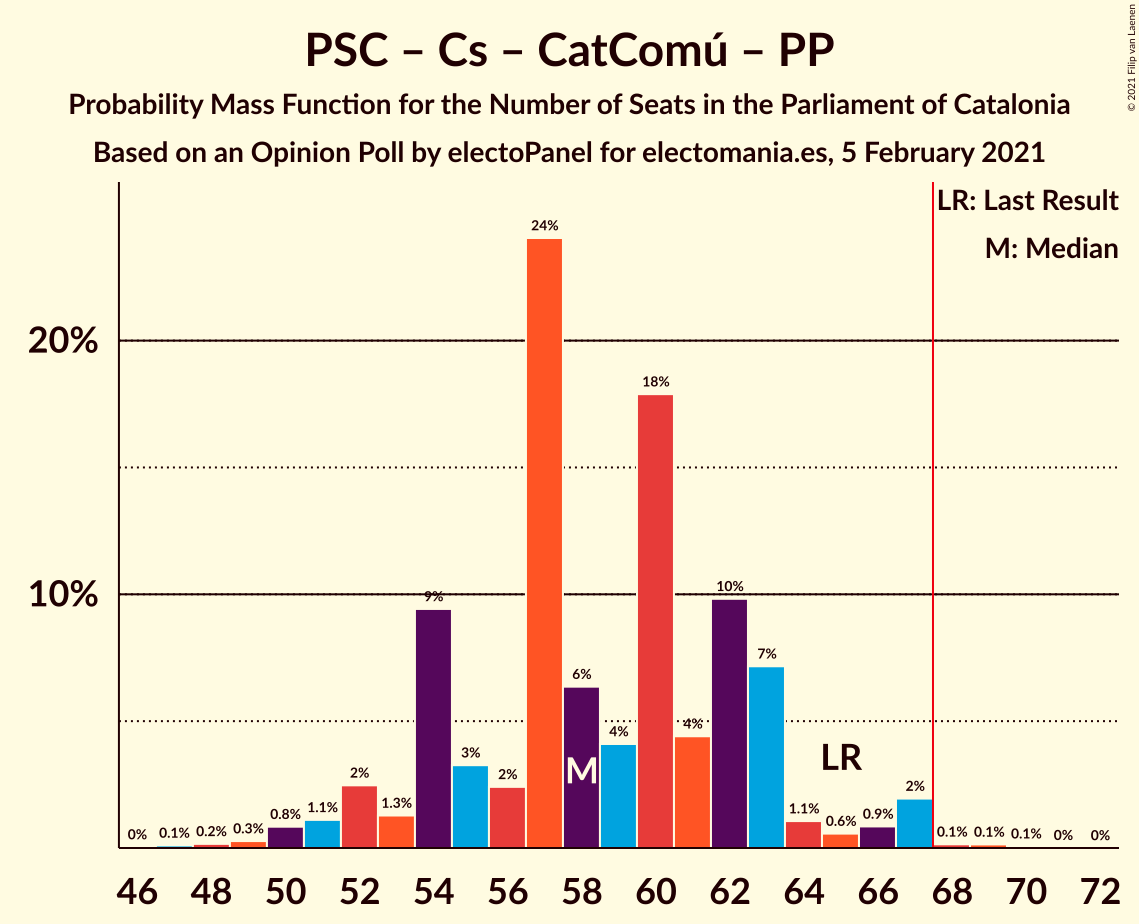 PSC – Cs – CatComú – PP
Probability Mass Function for the Number of Seats in the Parliament of Catalonia
Based on an Opinion Poll by electoPanel for electomania.es, 5 February 2021
© 2021 Filip van Laenen
LR: Last Result
M: Median
20%
10%
0% 0.1% 0.2% 0.3% 0.8% 1.1% 2% 1.3% 9% 3% 2% 24% 6% 4% 18% 4% 10% 7% 1.1% 0.6% 0.9% 2% 0.1% 0.1% 0.1% 0% 0%
M
LR
46 48 50 52 54 56 58 60 62 64 66 68 70 72